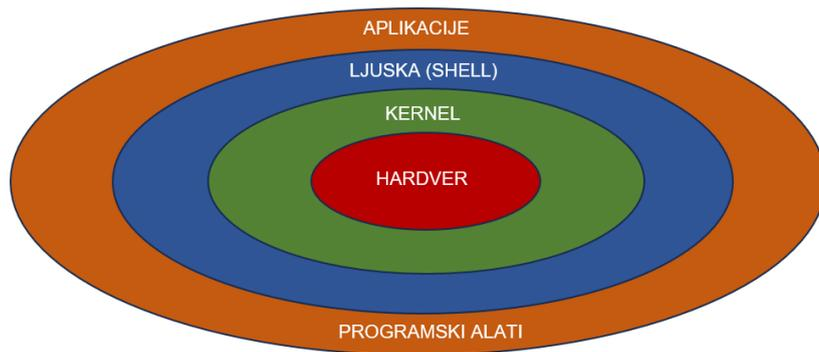 APLIKACIJE
LJUSKA (SHELL)
KERNEL
HARDVER
PROGRAMSKI ALATI